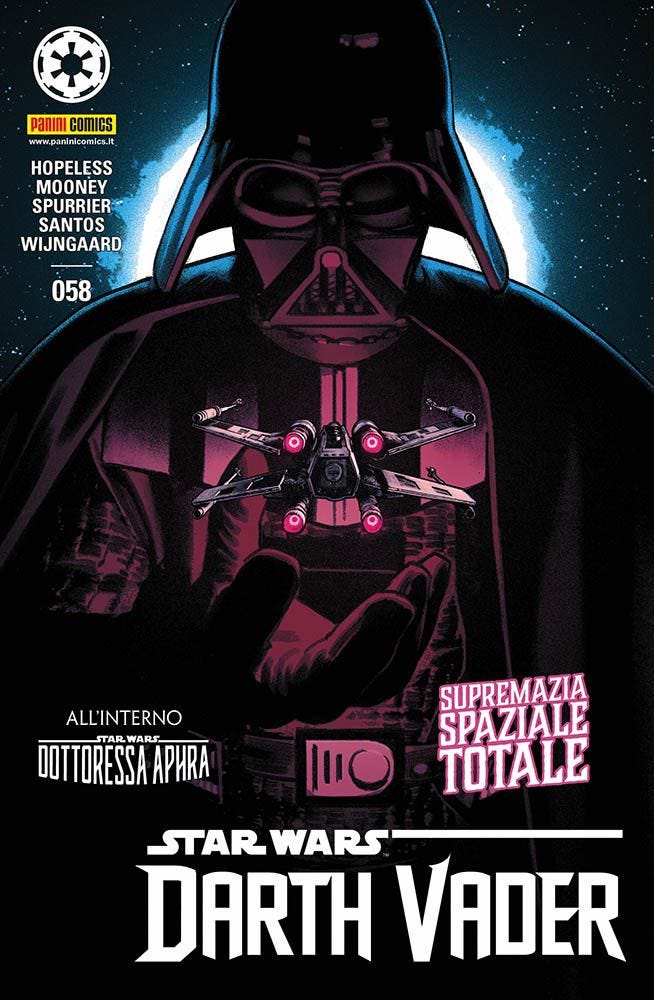 PANINI COMICS
www.paninicomics.it
HOPELESS
MOONEY
SPURRIER
SANTOS
WIJNGAARD
058
ALL'INTERNO
STAR WARS
DOTTORESSA APHRA
SUPREMAZIA
SPAZIALE
TOTALE
STAR WARS™
DARTH VADER